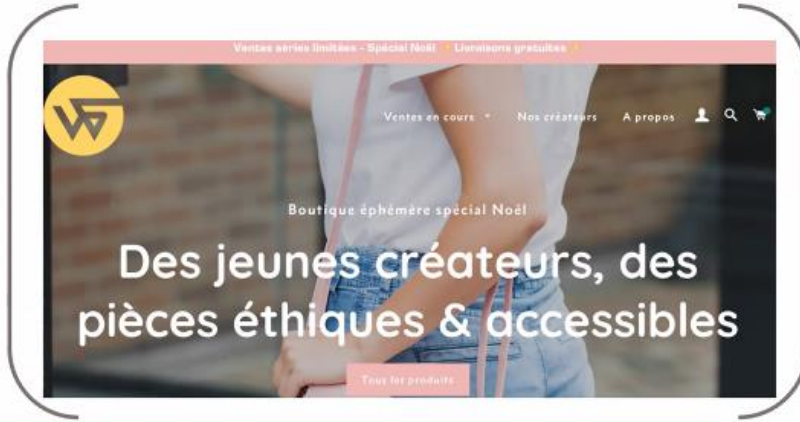 Ventes séries limitées - Spécial Noël ✨ Livraisons gratuites ✨
Ventes en cours Nos créateurs A propos
Boutique éphémère spécial Noël
Des jeunes créateurs, des
pièces éthiques & accessibles
Tous les produits